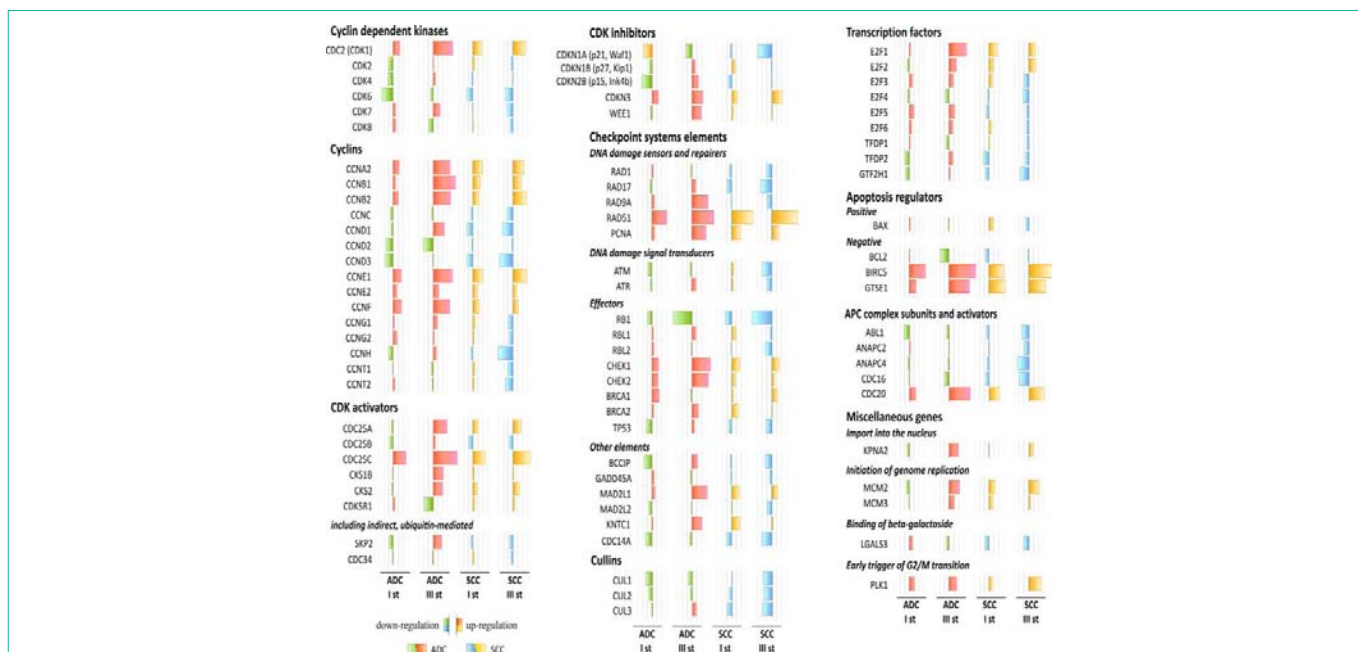 Cyclin dependent kinases
CDC2 (CDK1)
CDK2
CDK4
CDK6
CDK7
CDK8
Cyclins
CCNA2
CCNB1
CCNB2
CCNC
CCND1
CCND2
CCND3
CCNE1
CCNE2
CCNF
CCNG1
CCNG2
CCNH
CCNT1
CCNT2
CDK activators
CDC25A
CDC25B
CDC25C
CKS1B
CKS2
CDK5R1
including indirect, ubiquitin-mediated
SKP2
CDC34
ADC ADC SCC SCC
I st III st I st III st
down-regulation up-regulation
ADC SCC
CDK inhibitors
CDKN1A (p21, Waf1)
CDKN1B (p27, Kip1)
CDKN2B (p15, Ink4b)
CDKN3
WEE1
Checkpoint systems elements
DNA damage sensors and repairers
RAD1
RAD17
RAD9A
RAD51
PCNA
DNA damage signal transducers
ATM
ATR
Effectors
RB1
RBL1
RBL2
CHEK1
CHEK2
BRCA1
BRCA2
TP53
Other elements
BCCIP
GADD45A
MAD2L1
MAD2L2
KNTC1
CDC14A
Cullins
CUL1
CUL2
CUL3
ADC ADC SCC SCC
I st III st I st III st
Transcription factors
E2F1
E2F2
E2F3
E2F4
E2F5
E2F6
TFDP1
TFDP2
GTF2H1
Apoptosis regulators
Positive
BAX
Negative
BCL2
BIRC5
GTSE1
APC complex subunits and activators
ABL1
ANAPC2
ANAPC4
CDC16
CDC20
Miscellaneous genes
Import into the nucleus
KPNA2
Initiation of genome replication
MCM2
MCM3
Binding of beta-galactoside
LGALS3
Early trigger of G2/M transition
PLK1
ADC ADC SCC SCC
I st III st I st III st